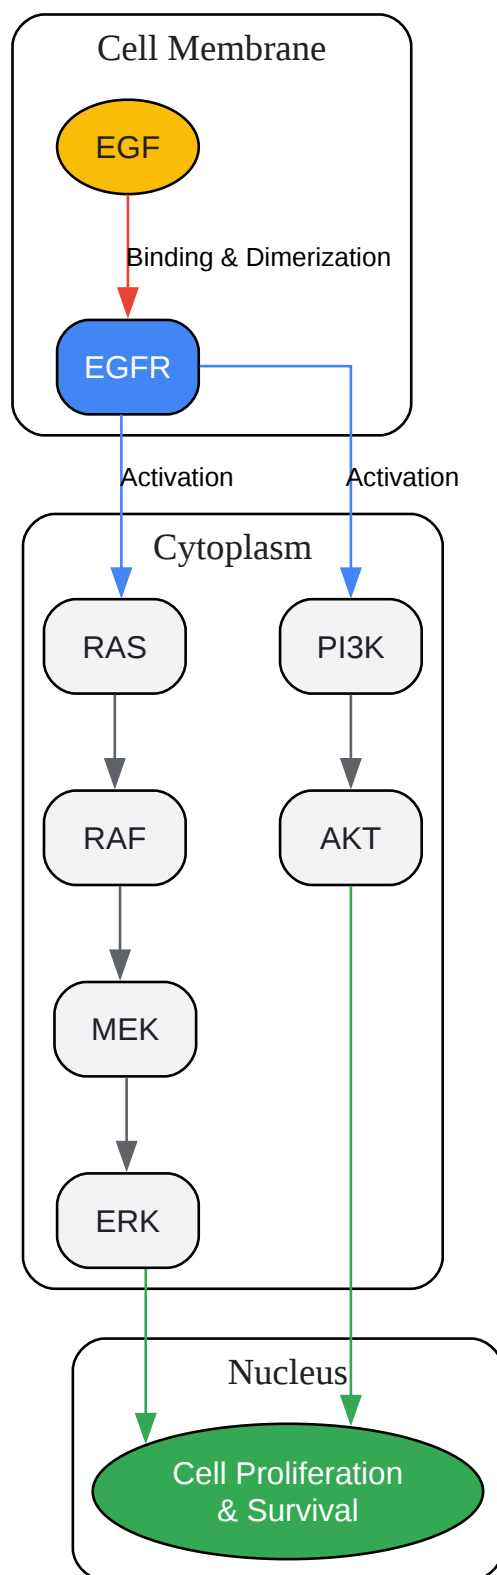 Cell Membrane
EGF
Binding & Dimerization
EGFR
Activation
Activation
Cytoplasm
RAS
PI3K
RAF
AKT
MEK
ERK
Nucleus
Cell Proliferation
& Survival